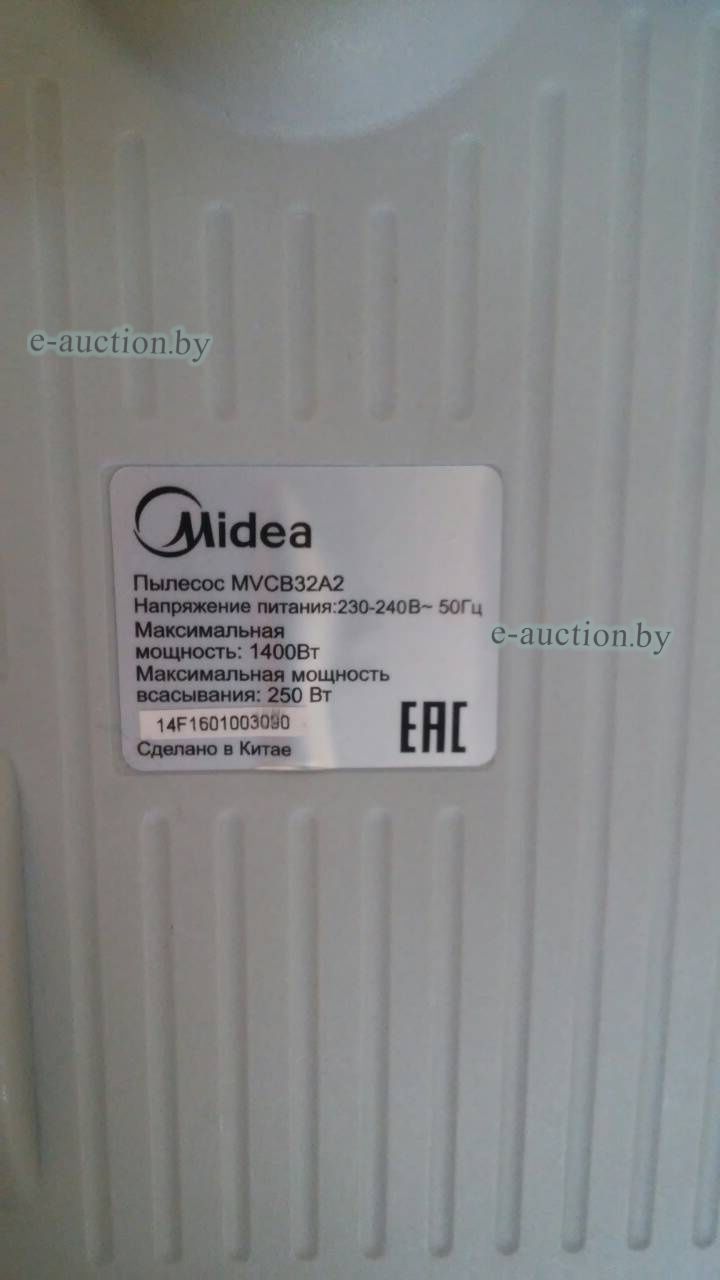 e-auction.by
Midea
Пылесос MVCB32A2
Напряжение питания:230-240В~ 50Гц
e-auction.by
Максимальная
мощность: 1400Вт
Максимальная мощность
всасывания: 250 Вт
14F1601003090
Сделано в Китае
EAC